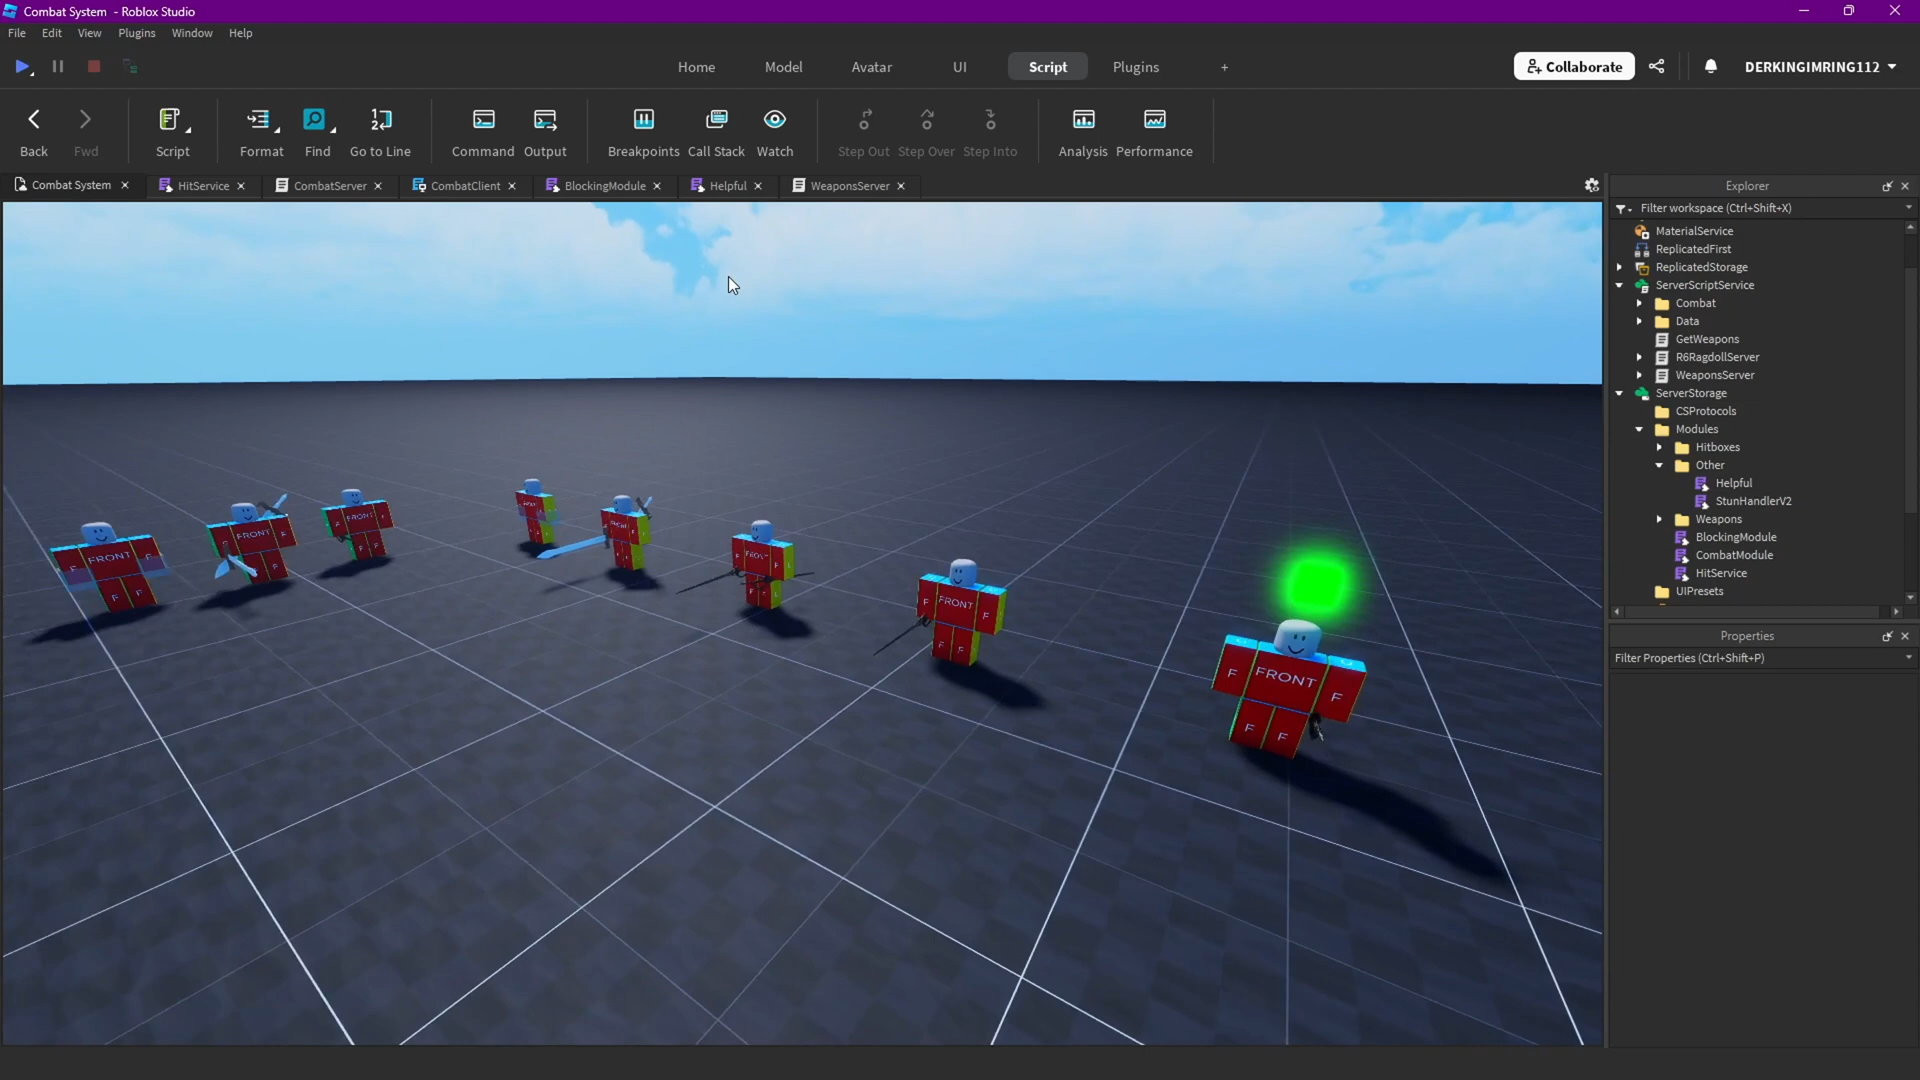 Combat System - Roblox Studio
File Edit View Plugins Window Help
Home Model Avatar UI Script Plugins +
Collaborate
DERKINGIMRING112
Back Fwd Script Format Find Go to Line Command Output Breakpoints Call Stack Watch Step Out Step Over Step Into Analysis Performance
Combat System HitService CombatServer CombatClient BlockingModule Helpful WeaponsServer
Explorer
Filter workspace (Ctrl+Shift+X)
MaterialService
ReplicatedFirst
ReplicatedStorage
ServerScriptService
Combat
Data
GetWeapons
R6RagdollServer
WeaponsServer
ServerStorage
CSProtocols
Modules
Hitboxes
Other
Helpful
StunHandlerV2
Weapons
BlockingModule
CombatModule
HitService
UIPresets
Properties
Filter Properties (Ctrl+Shift+P)
FRONT
F F
FRONT
FRONT
FRONT
FRONT
F FRONT F
F F
F FRONT F
F F